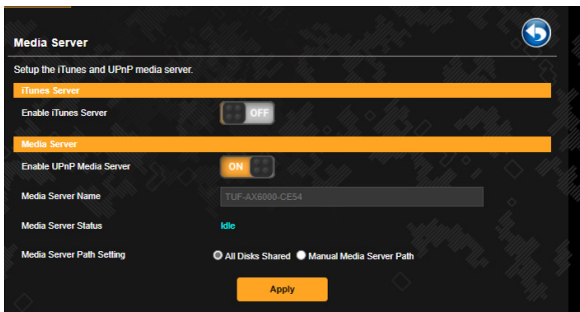 Media Server
Setup the iTunes and UPnP media server.
iTunes Server
Enable iTunes Server OFF
Media Server
Enable UPnP Media Server ON
Media Server Name TUF-AX6000-CE54
Media Server Status Idle
Media Server Path Setting All Disks Shared Manual Media Server Path
Apply